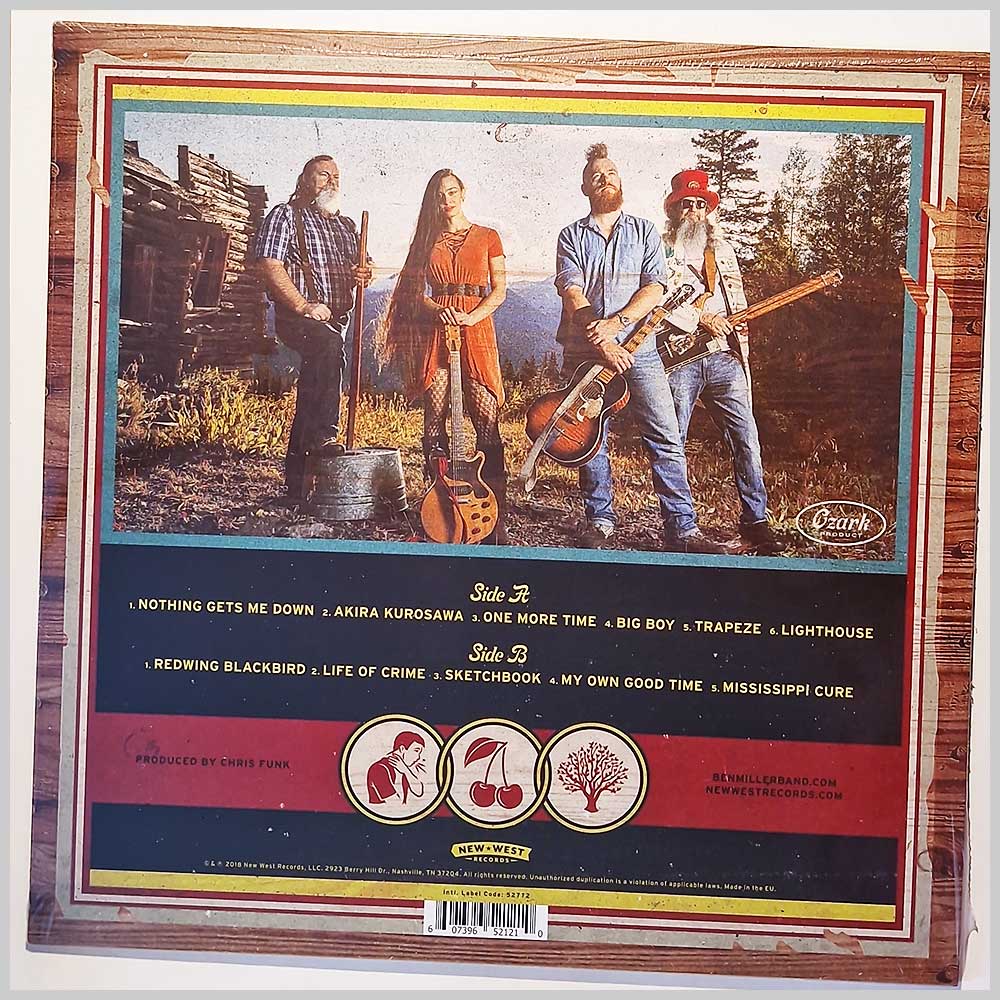 Ozark
PRODUCT
Side A
1. NOTHING GETS ME DOWN 2. AKIRA KUROSAWA 3. ONE MORE TIME 4. BIG BOY 5. TRAPEZE 6. LIGHTHOUSE
Side B
1. REDWING BLACKBIRD 2. LIFE OF CRIME 3. SKETCHBOOK 4. MY OWN GOOD TIME 5. MISSISSIPPI CURE
PRODUCED BY CHRIS FUNK
BENMILLERBAND.COM
NEWWESTRECORDS.COM
NEW ★ WEST
RECORDS
© & ℗ 2018 New West Records, LLC. 2923 Berry Hill Dr., Nashville, TN 37204. All rights reserved. Unauthorized duplication is a violation of applicable laws. Made in the EU.
Intl. Label Code: 52772
6 07396 52121 0